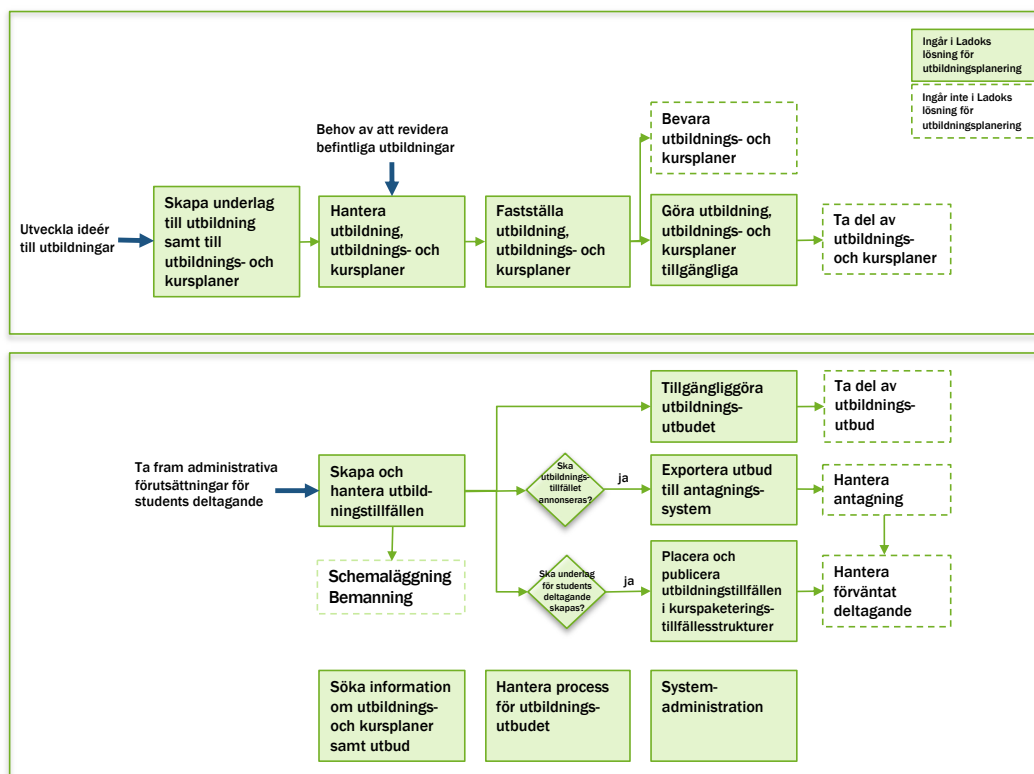 Ingår i Ladoks
lösning för
utbildningsplanering
Ingår inte i Ladoks
lösning för
utbildningsplanering
Behov av att revidera
befintliga utbildningar
Bevara
utbildnings- och
kursplaner
Utveckla ideér
till utbildningar
Skapa underlag
till utbildning
samt till
utbildnings- och
kursplaner
Hantera
utbildning,
utbildnings- och
kursplaner
Fastställa
utbildning,
utbildnings- och
kursplaner
Göra utbildning,
utbildnings- och
kursplaner
tillgängliga
Ta del av
utbildnings-
och kursplaner
Tillgängliggöra
utbildnings-
utbudet
Ta del av
utbildnings-
utbud
Ta fram administrativa
förutsättningar för
students deltagande
Skapa och
hantera utbild-
ningstillfällen
Ska
utbildnings-
tillfället
annonseras?
ja
Exportera utbud
till antagnings-
system
Hantera
antagning
Schemaläggning
Bemanning
Ska underlag
för students
deltagande
skapas?
ja
Placera och
publicera
utbildningstillfällen
i kurspaketerings-
tillfällesstrukturer
Hantera
förväntat
deltagande
Söka information
om utbildnings-
och kursplaner
samt utbud
Hantera process
för utbildnings-
utbudet
System-
administration